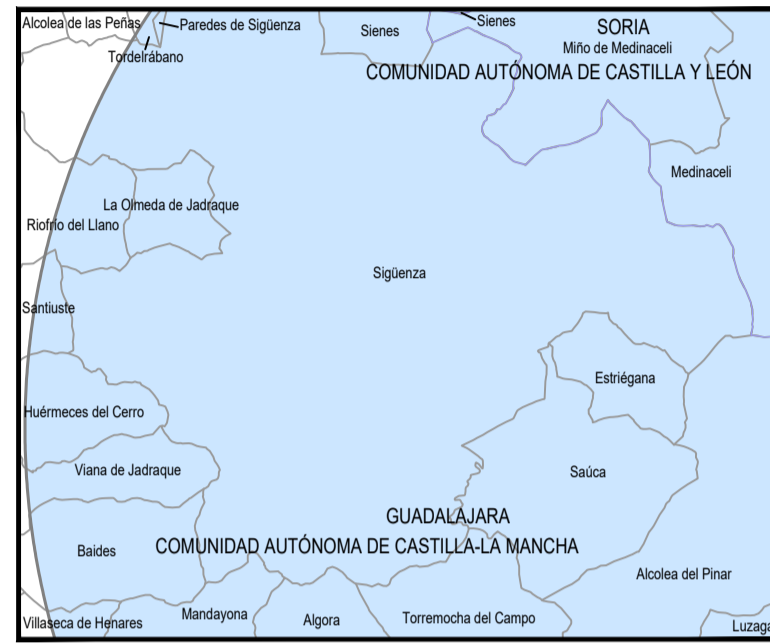 Alcolea de las Peñas
Paredes de Sigüenza
Tordelrábano
Sienes
Sienes
SORIA
Miño de Medinaceli
COMUNIDAD AUTÓNOMA DE CASTILLA Y LEÓN
Medinaceli
La Olmeda de Jadraque
Riofrío del Llano
Sigüenza
Santiuste
Estriégana
Huérmeces del Cerro
Viana de Jadraque
Saúca
GUADALAJARA
COMUNIDAD AUTÓNOMA DE CASTILLA-LA MANCHA
Baides
Alcolea del Pinar
Villaseca de Henares
Mandayona
Algora
Torremocha del Campo
Luzaga